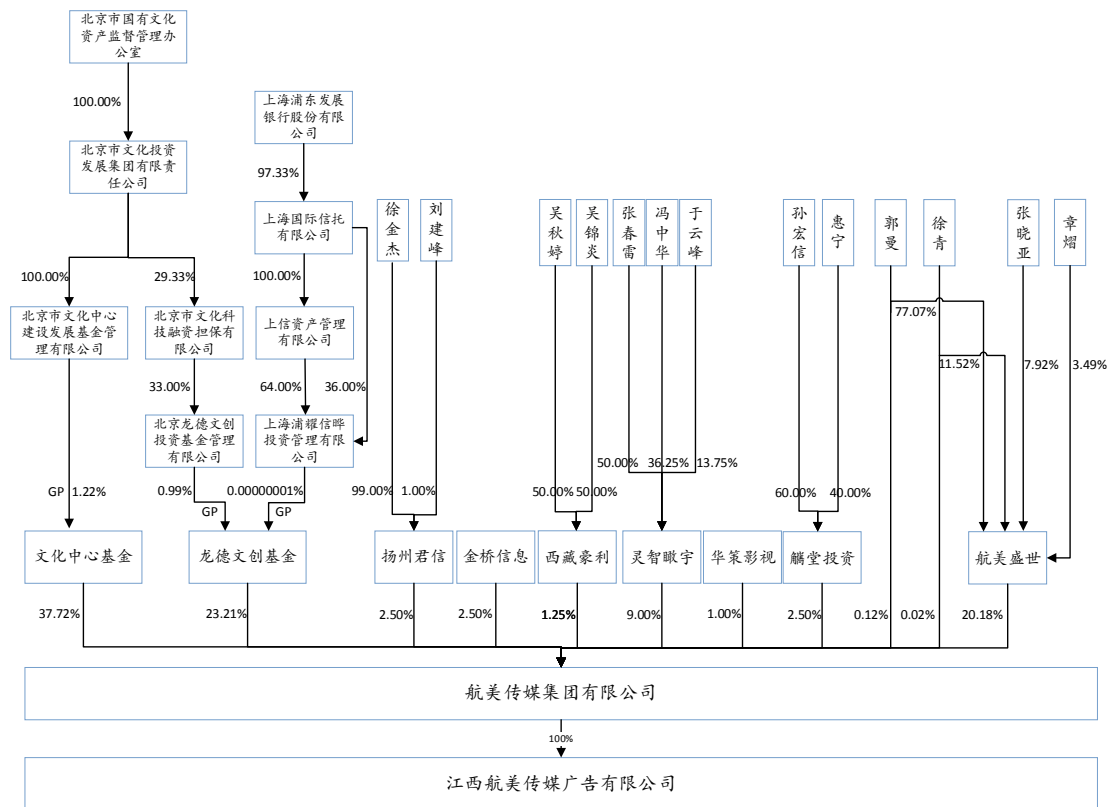 北京市国有文化
资产监督管理办
公室
100.00%
北京市文化投资
发展集团有限责
任公司
上海浦东发展
银行股份有限
公司
97.33%
上海国际信托
有限公司
徐金杰
刘建峰
吴秋婷
吴锦炎
张春雷
冯中华
于云峰
孙宏信
惠宁
郭曼
徐青
张晓亚
章熠
100.00%
29.33%
100.00%
77.07%
北京市文化中心
建设发展基金管
理有限公司
北京市文化科
技融资担保有
限公司
上信资产管理
有限公司
11.52%
7.92%
3.49%
33.00%
64.00%
36.00%
北京龙德文创
投资基金管理
有限公司
上海浦耀信晔
投资管理有限
公司
50.00%
36.25%
13.75%
GP
1.22%
0.99%
0.00000001%
99.00%
1.00%
50.00%
50.00%
60.00%
40.00%
GP
GP
文化中心基金
龙德文创基金
扬州君信
金桥信息
西藏豪利
灵智瞰宇
华策影视
觞堂投资
航美盛世
37.72%
23.21%
2.50%
2.50%
1.25%
9.00%
1.00%
2.50%
0.12%
0.02%
20.18%
航美传媒集团有限公司
100%
江西航美传媒广告有限公司